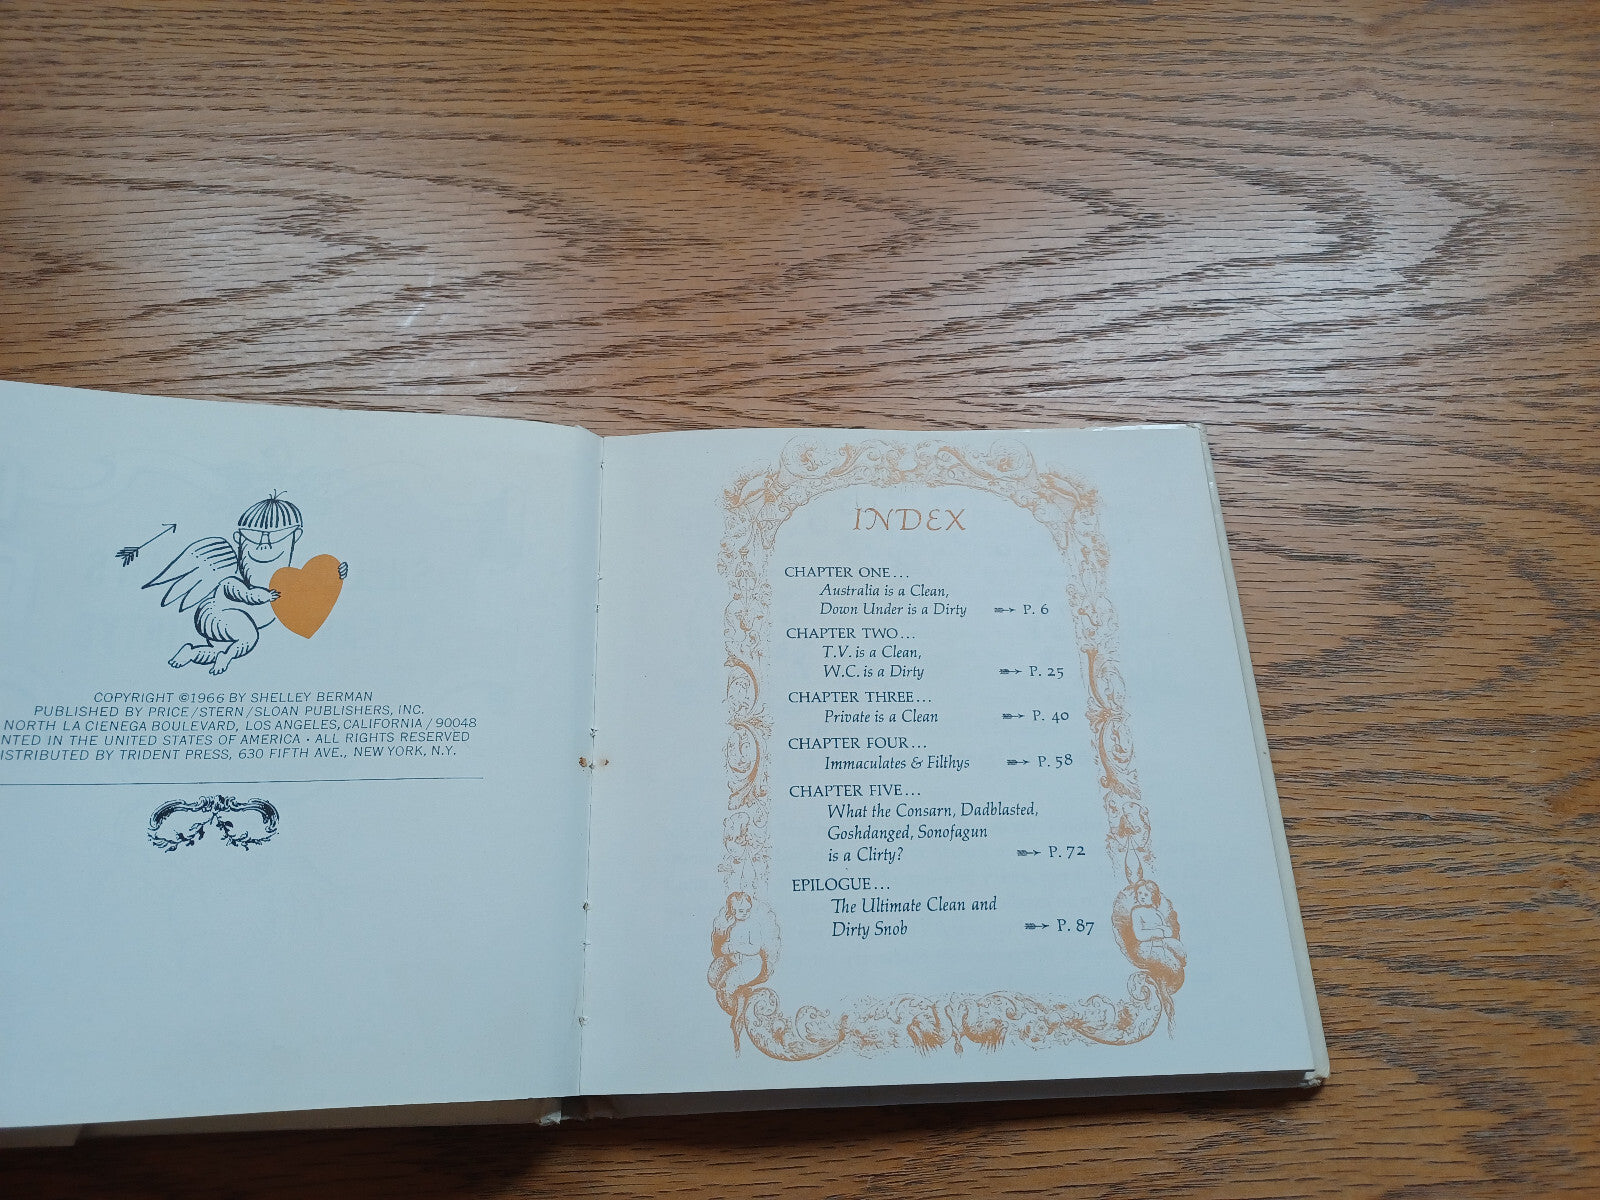 COPYRIGHT ©1966 BY SHELLEY BERMAN
PUBLISHED BY PRICE/STERN/SLOAN PUBLISHERS, INC.
NORTH LA CIENEGA BOULEVARD, LOS ANGELES, CALIFORNIA/90048
NTED IN THE UNITED STATES OF AMERICA · ALL RIGHTS RESERVED
ISTRIBUTED BY TRIDENT PRESS, 630 FIFTH AVE., NEW YORK, N.Y.
INDEX
CHAPTER ONE...
Australia is a Clean,
Down Under is a Dirty P. 6
CHAPTER TWO...
T.V. is a Clean,
W.C. is a Dirty P. 25
CHAPTER THREE...
Private is a Clean P. 40
CHAPTER FOUR...
Immaculates & Filthys P. 58
CHAPTER FIVE...
What the Consarn, Dadblasted,
Goshdanged, Sonofagun
is a Clirty? P. 72
EPILOGUE...
The Ultimate Clean and
Dirty Snob P. 87